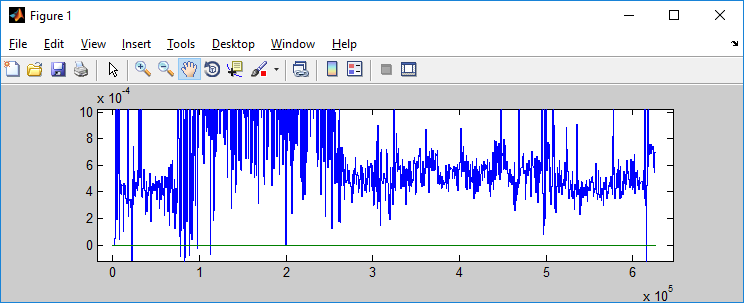 Figure 1
File Edit View Insert Tools Desktop Window Help
x 10^-4
10
8
6
4
2
0
0 1 2 3 4 5 6
x 10^5